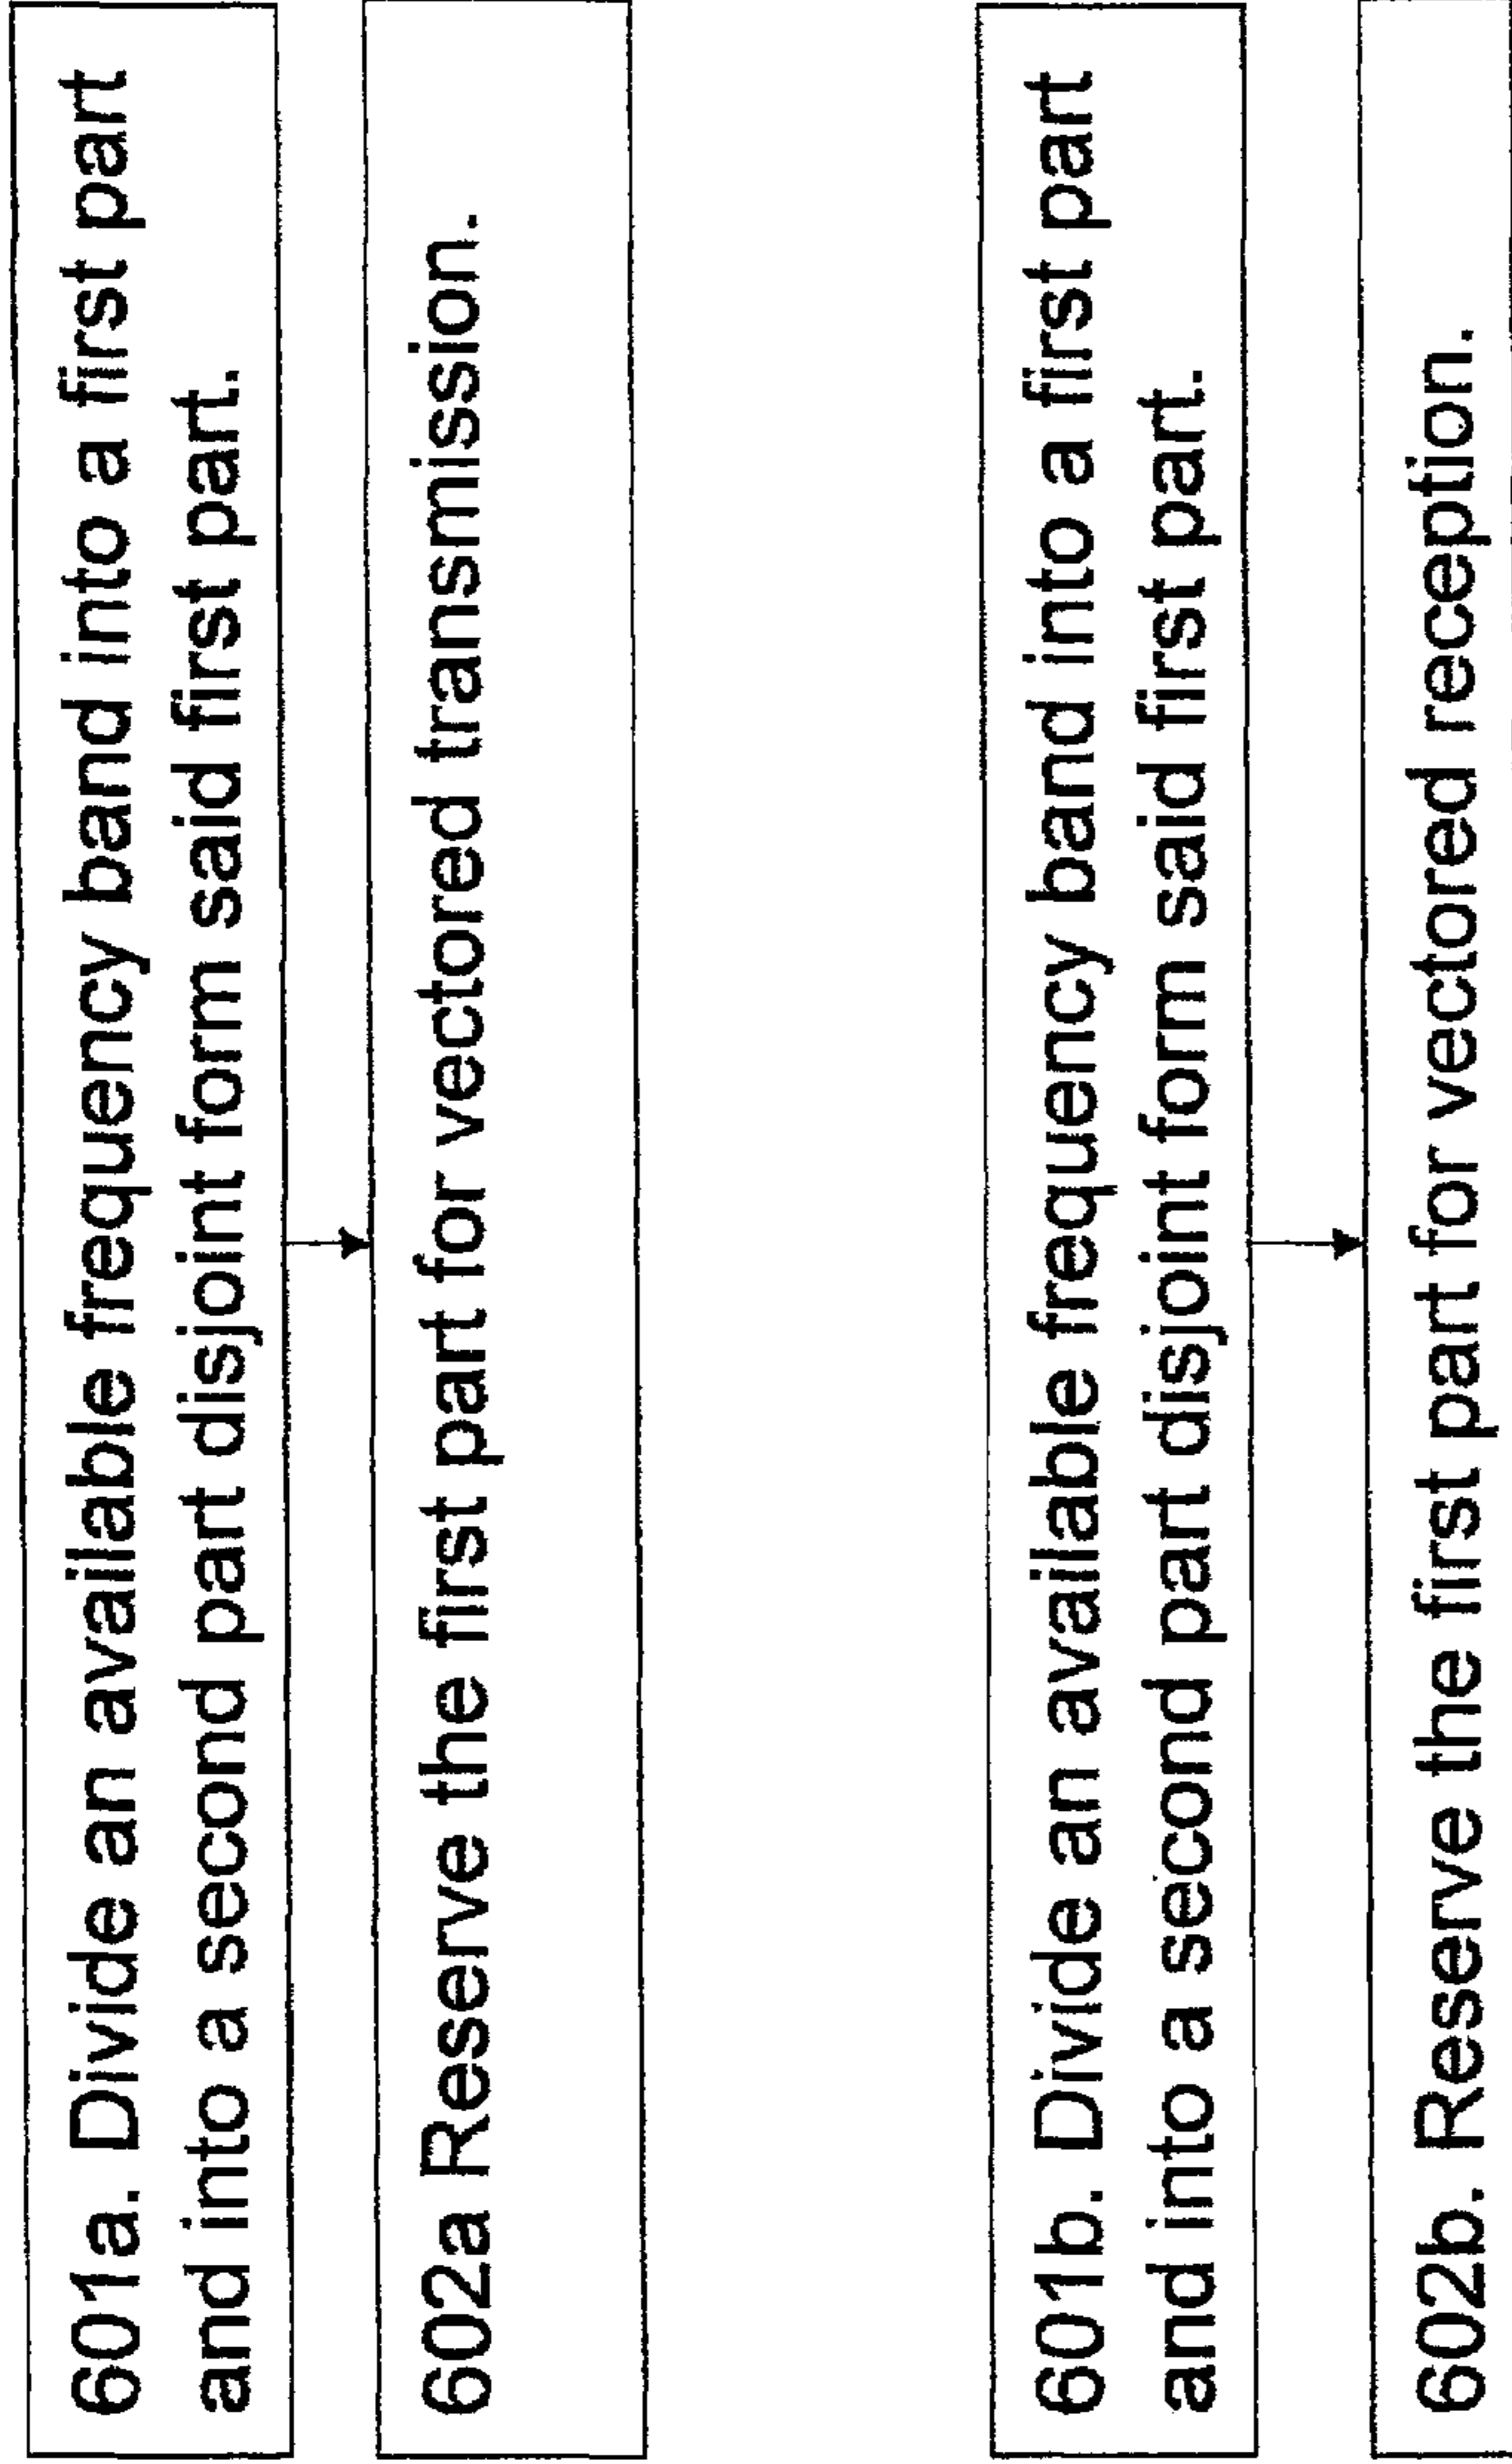 601a. Divide an available frequency band into a first part
and into a second part disjoint form said first part.
602a Reserve the first part for vectored transmission.
601b. Divide an available frequency band into a first part
and into a second part disjoint form said first part.
602b. Reserve the first part for vectored reception.